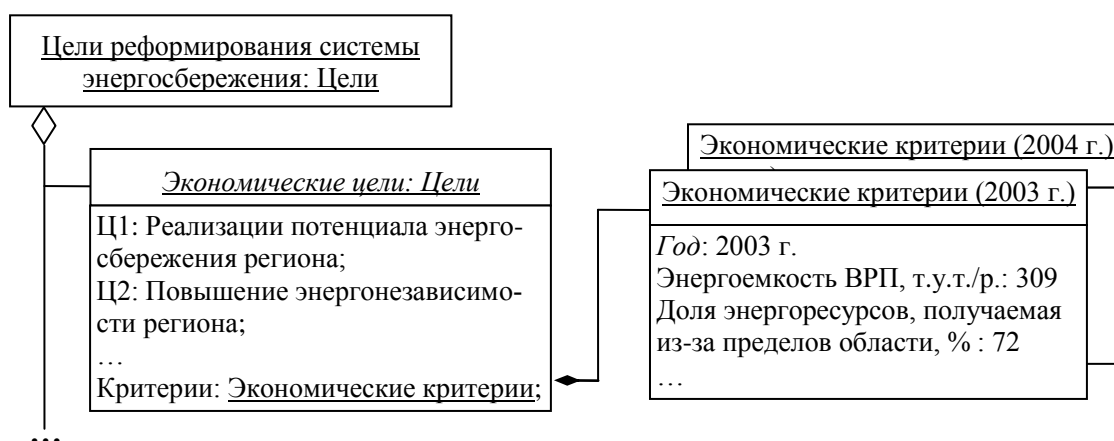 Цели реформирования системы
энергосбережения: Цели
Экономические цели: Цели
Ц1: Реализации потенциала энерго-
сбережения региона;
Ц2: Повышение энергонезависимо-
сти региона;
…
Критерии: Экономические критерии;
Экономические критерии (2004 г.)
Экономические критерии (2003 г.)
Год: 2003 г.
Энергоемкость ВРП, т.у.т./р.: 309
Доля энергоресурсов, получаемая
из-за пределов области, % : 72
…
…